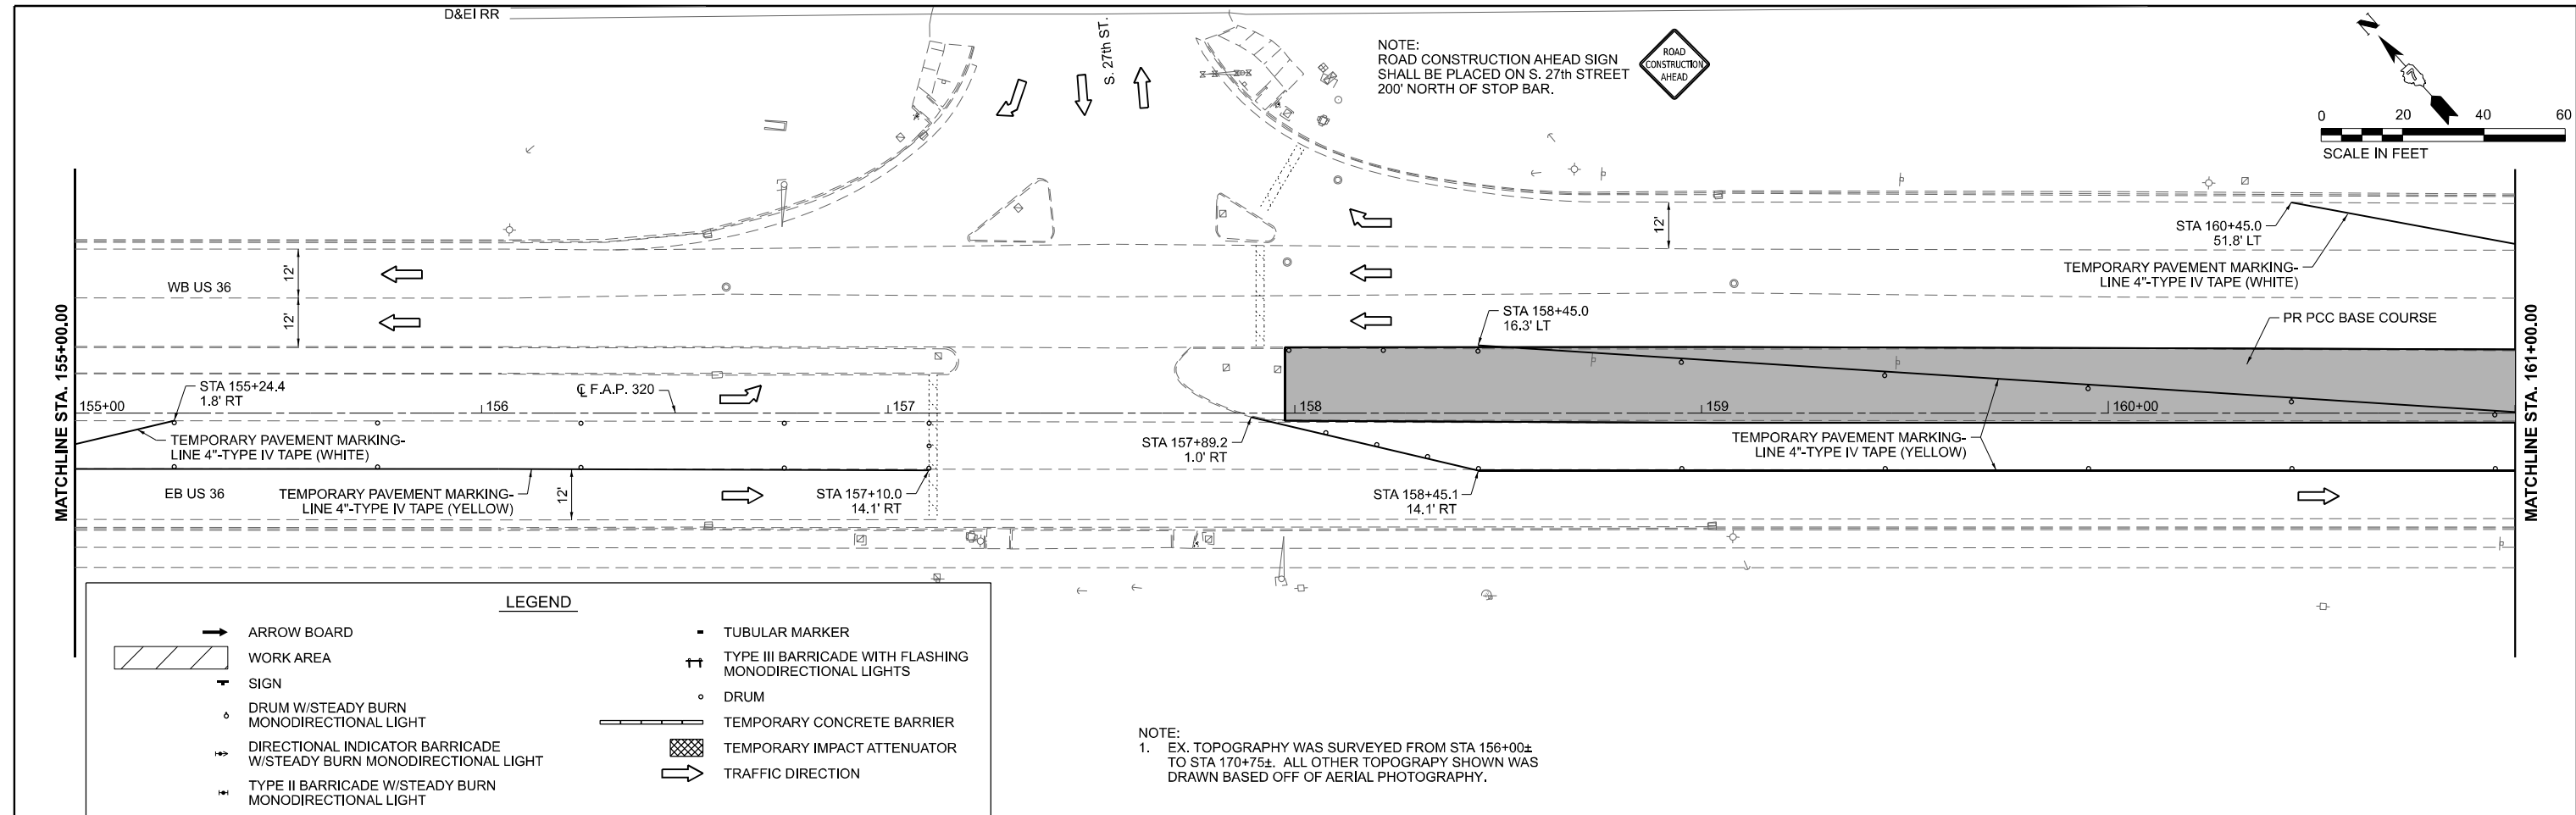 D&EI RR
S. 27th ST.
NOTE:
ROAD CONSTRUCTION AHEAD SIGN
SHALL BE PLACED ON S. 27th STREET
200' NORTH OF STOP BAR.
ROAD
CONSTRUCTION
AHEAD
N
0 20 40 60
SCALE IN FEET
MATCHLINE STA. 155+00.00
WB US 36
12'
12'
12'
STA 160+45.0
51.8' LT
TEMPORARY PAVEMENT MARKING-
LINE 4"-TYPE IV TAPE (WHITE)
STA 158+45.0
16.3' LT
PR PCC BASE COURSE
MATCHLINE STA. 161+00.00
STA 155+24.4
1.8' RT
℄ F.A.P. 320
155+00
156
157
158
159
160+00
TEMPORARY PAVEMENT MARKING-
LINE 4"-TYPE IV TAPE (WHITE)
STA 157+89.2
1.0' RT
TEMPORARY PAVEMENT MARKING-
LINE 4"-TYPE IV TAPE (YELLOW)
EB US 36
TEMPORARY PAVEMENT MARKING-
LINE 4"-TYPE IV TAPE (YELLOW)
12'
STA 157+10.0
14.1' RT
STA 158+45.1
14.1' RT
LEGEND
ARROW BOARD
WORK AREA
SIGN
DRUM W/STEADY BURN
MONODIRECTIONAL LIGHT
DIRECTIONAL INDICATOR BARRICADE
W/STEADY BURN MONODIRECTIONAL LIGHT
TYPE II BARRICADE W/STEADY BURN
MONODIRECTIONAL LIGHT
TUBULAR MARKER
TYPE III BARRICADE WITH FLASHING
MONODIRECTIONAL LIGHTS
DRUM
TEMPORARY CONCRETE BARRIER
TEMPORARY IMPACT ATTENUATOR
TRAFFIC DIRECTION
NOTE:
1. EX. TOPOGRAPHY WAS SURVEYED FROM STA 156+00±
TO STA 170+75±. ALL OTHER TOPOGRAPY SHOWN WAS
DRAWN BASED OFF OF AERIAL PHOTOGRAPHY.